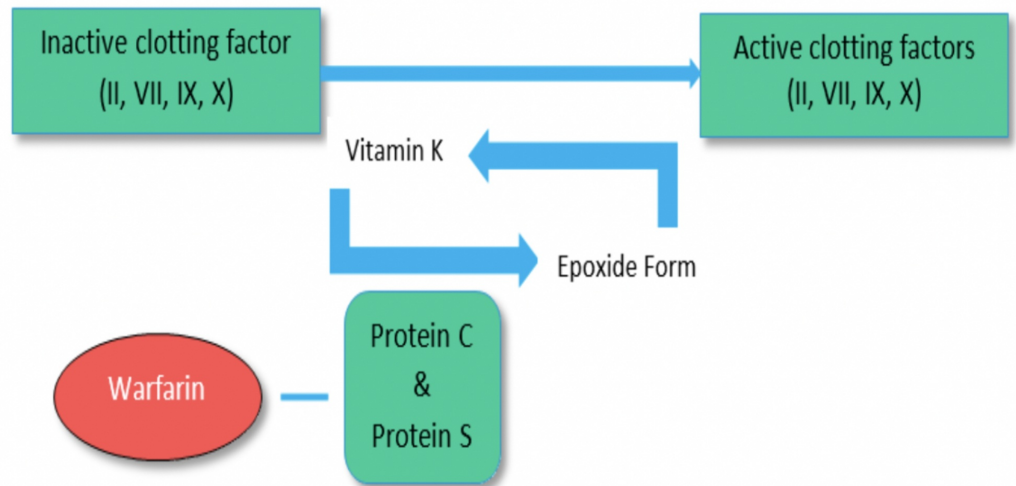 Inactive clotting factor
(II, VII, IX, X)
Active clotting factors
(II, VII, IX, X)
Vitamin K
Epoxide Form
Protein C
&
Protein S
Warfarin